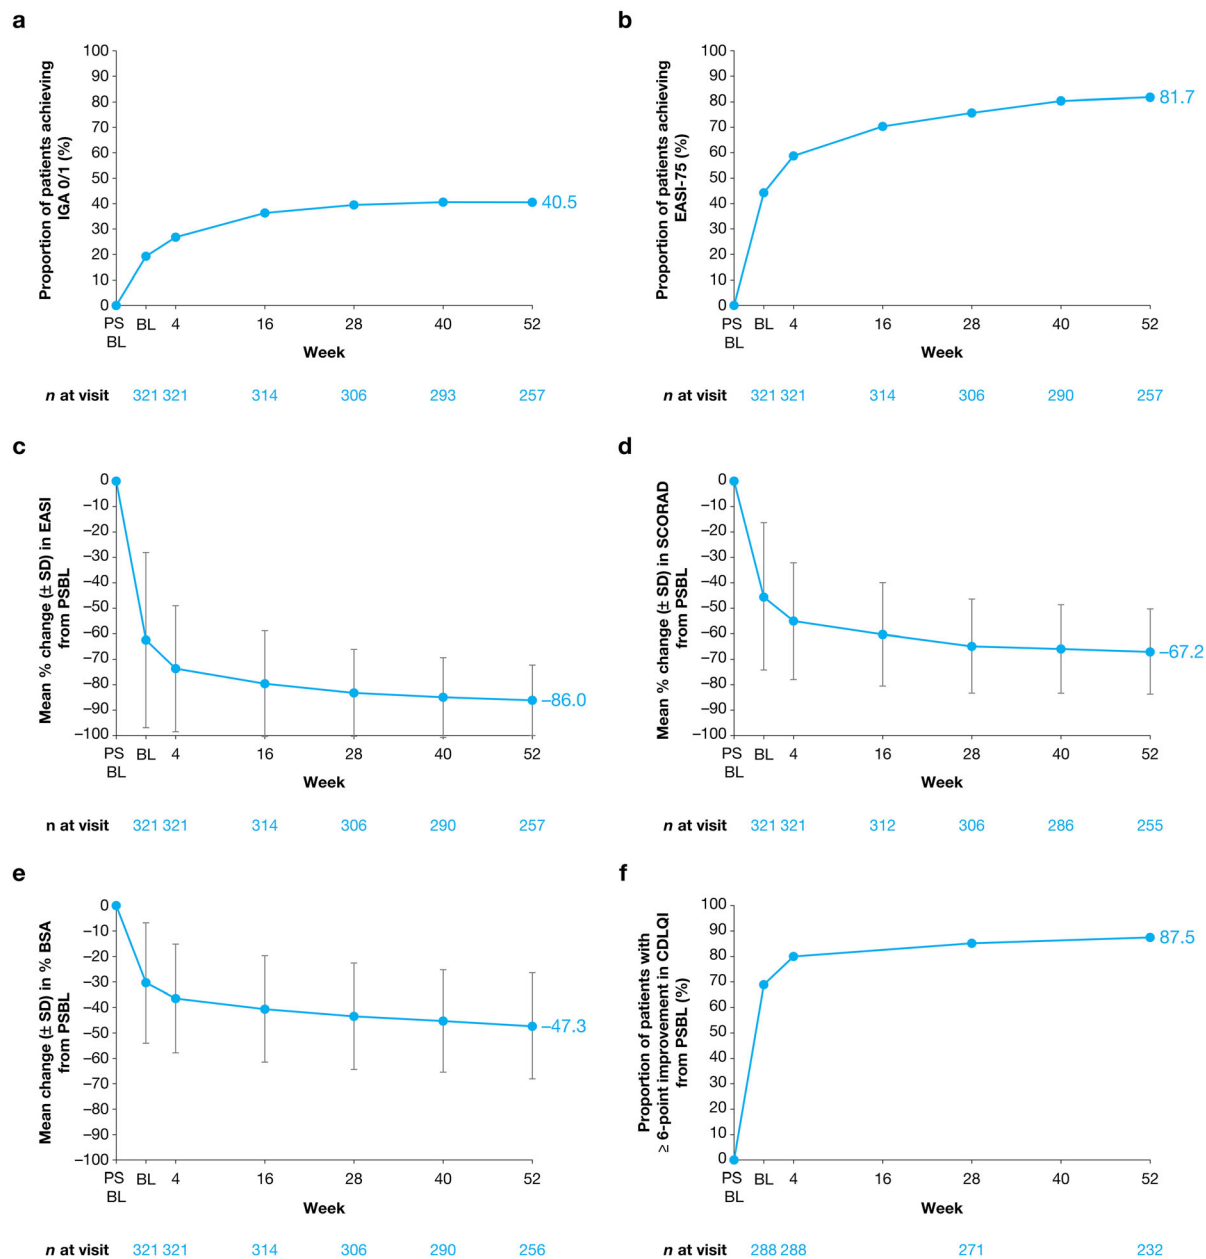 a
Proportion of patients achieving
IGA 0/1 (%)
100
90
80
70
60
50
40
30
20
10
0
40.5
PS
BL
BL
4
16
28
40
52
Week
n at visit 321 321 314 306 293 257
b
Proportion of patients achieving
EASI-75 (%)
100
90
80
70
60
50
40
30
20
10
0
81.7
PS
BL
BL
4
16
28
40
52
Week
n at visit 321 321 314 306 290 257
c
Mean % change (± SD) in EASI
from PSBL
0
−10
−20
−30
−40
−50
−60
−70
−80
−90
−100
−86.0
PS
BL
BL
4
16
28
40
52
Week
n at visit 321 321 314 306 290 257
d
Mean % change (± SD) in SCORAD
from PSBL
0
−10
−20
−30
−40
−50
−60
−70
−80
−90
−100
−67.2
PS
BL
BL
4
16
28
40
52
Week
n at visit 321 321 312 306 286 255
e
Mean change (± SD) in % BSA
from PSBL
0
−10
−20
−30
−40
−50
−60
−70
−80
−90
−100
−47.3
PS
BL
BL
4
16
28
40
52
Week
n at visit 321 321 314 306 290 256
f
Proportion of patients with
≥ 6-point improvement in CDLQI
from PSBL (%)
100
90
80
70
60
50
40
30
20
10
0
87.5
PS
BL
BL
4
16
28
40
52
Week
n at visit 288 288 271 232